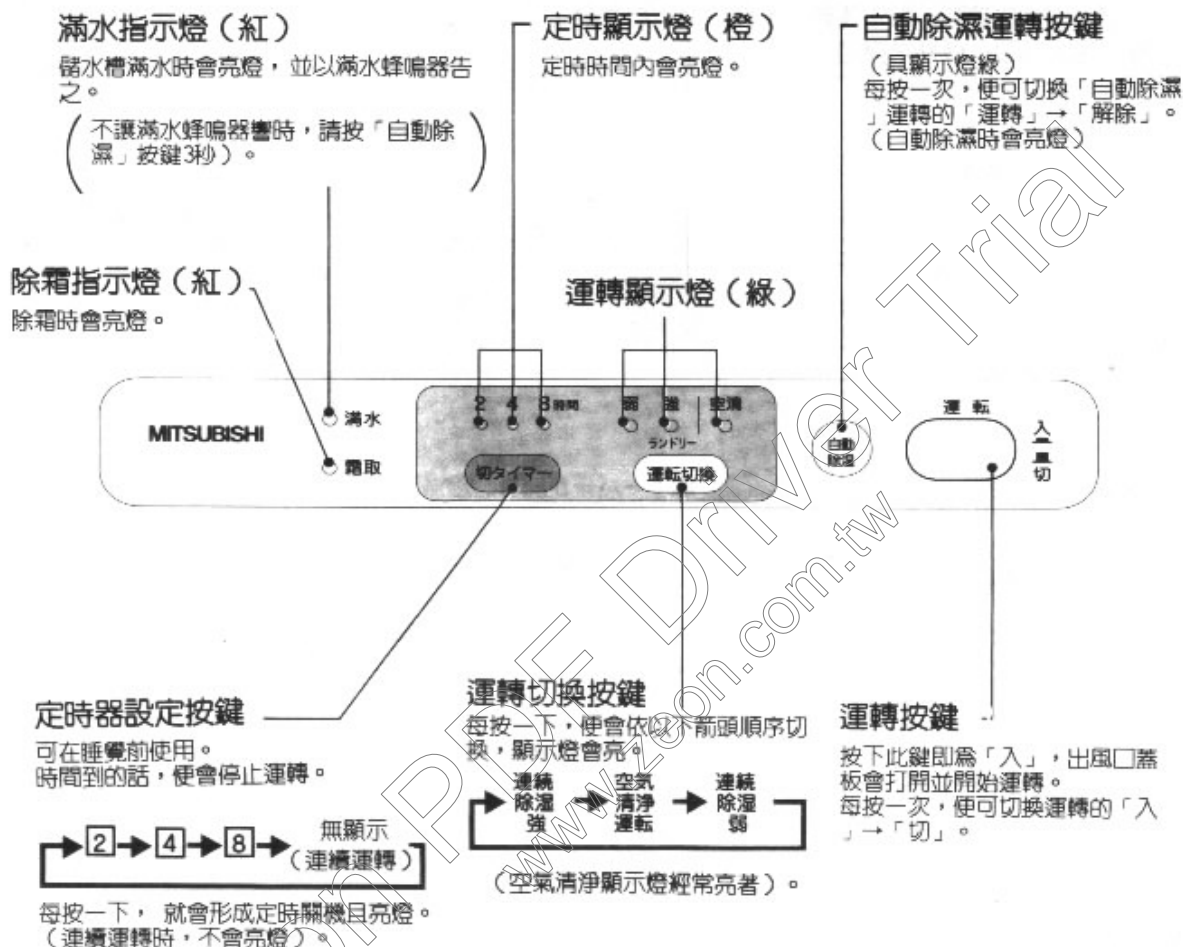 滿水指示燈（紅）
儲水槽滿水時會亮燈，並以滿水蜂鳴器告
之。
（不讓滿水蜂鳴器響時，請按「自動除
濕」按鍵3秒）。
定時顯示燈（橙）
定時時間內會亮燈。
自動除濕運轉按鍵
（具顯示燈綠）
每按一次，便可切換「自動除濕
」運轉的「運轉」→「解除」。
（自動除濕時會亮燈）
除霜指示燈（紅）
除霜時會亮燈。
運轉顯示燈（綠）
MITSUBISHI
滿水
霜取
2 4 8 時間
切タイマー
弱 強 空清
ランドリー
運転切換
自動
除湿
運転
入
切
定時器設定按鍵
可在睡覺前使用。
時間到的話，便會停止運轉。
2 → 4 → 8 → 無顯示
（連續運轉）
每按一下， 就會形成定時關機且亮燈。
（連續運轉時，不會亮燈）。
運轉切換按鍵
每按一下，便會依以下箭頭順序切
換，顯示燈會亮。
連続 空気 連続
除湿 → 清浄 → 除湿
強 運転 弱
（空氣清淨顯示燈經常亮著）。
運轉按鍵
按下此鍵即為「入」，出風口蓋
板會打開並開始運轉。
每按一次，便可切換運轉的「入
」→「切」。
on PDF Driver Trial
www.zeon.com.tw